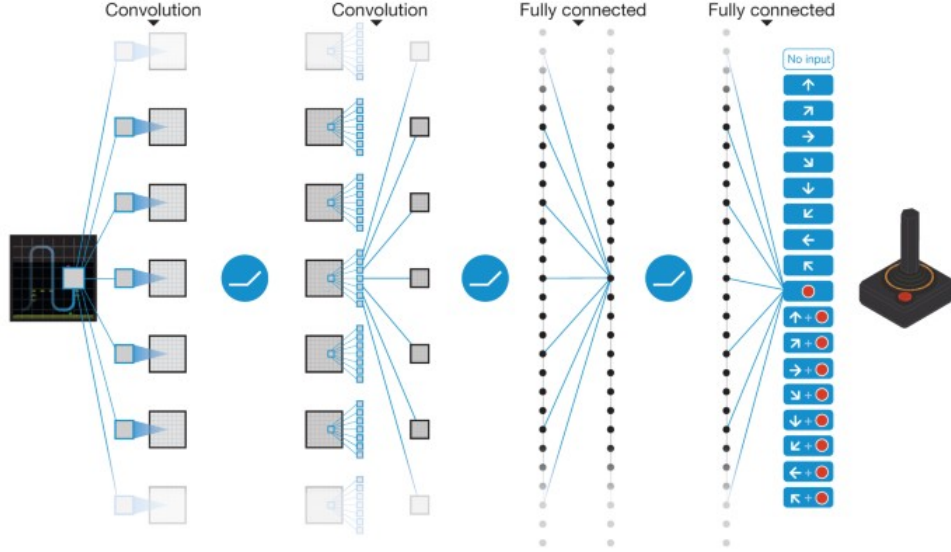 Convolution
Convolution
Fully connected
Fully connected
No input
+
+
+
+
+
+
+
+